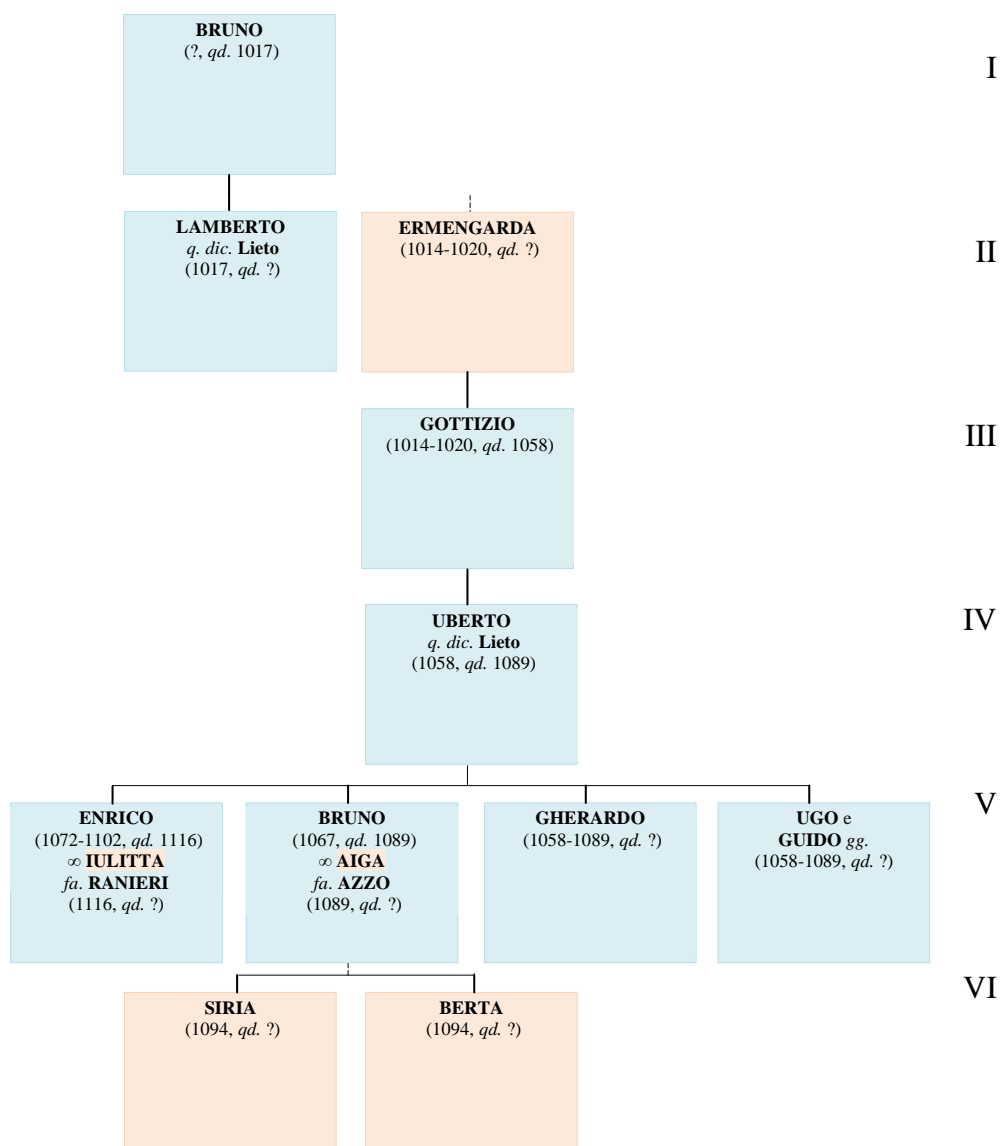 BRUNO
(?, qd. 1017)
I
LAMBERTO
q. dic. Lieto
(1017, qd. ?)
ERMENGARDA
(1014-1020, qd. ?)
II
GOTTIZIO
(1014-1020, qd. 1058)
III
UBERTO
q. dic. Lieto
(1058, qd. 1089)
IV
ENRICO
(1072-1102, qd. 1116)
∞ IULITTA
fa. RANIERI
(1116, qd. ?)
BRUNO
(1067, qd. 1089)
∞ AIGA
fa. AZZO
(1089, qd. ?)
GHERARDO
(1058-1089, qd. ?)
UGO e
GUIDO gg.
(1058-1089, qd. ?)
V
SIRIA
(1094, qd. ?)
BERTA
(1094, qd. ?)
VI